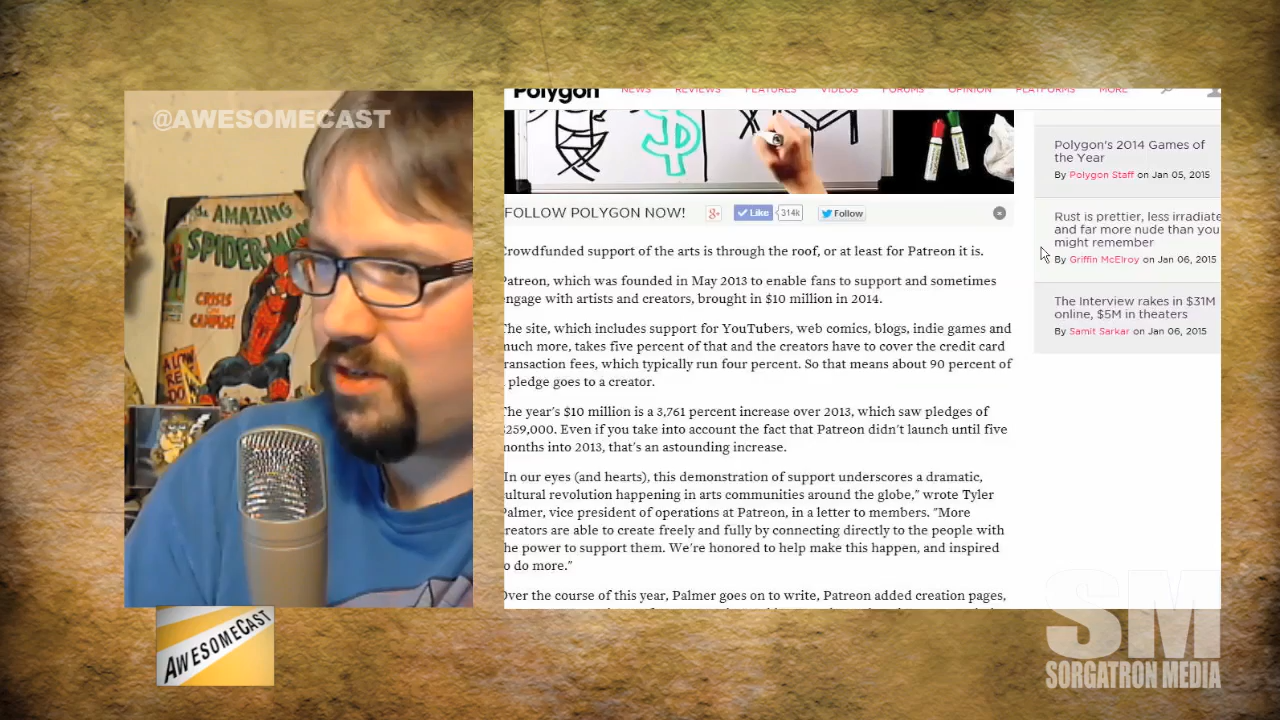 @AWESOMECAST
the AMAZING
SPIDER-MAN
CRISIS
ON
CAMPUS!
A LOW
AWESOMECAST
Polygon
NEWS REVIEWS FEATURES VIDEOS FORUMS OPINION PLATFORMS MORE
$
FOLLOW POLYGON NOW! g+ Like 314k Follow
Crowdfunded support of the arts is through the roof, or at least for Patreon it is.
Patreon, which was founded in May 2013 to enable fans to support and sometimes
engage with artists and creators, brought in $10 million in 2014.
The site, which includes support for YouTubers, web comics, blogs, indie games and
much more, takes five percent of that and the creators have to cover the credit card
transaction fees, which typically run four percent. So that means about 90 percent of
pledge goes to a creator.
The year's $10 million is a 3,761 percent increase over 2013, which saw pledges of
$259,000. Even if you take into account the fact that Patreon didn't launch until five
months into 2013, that's an astounding increase.
"In our eyes (and hearts), this demonstration of support underscores a dramatic,
cultural revolution happening in arts communities around the globe," wrote Tyler
Palmer, vice president of operations at Patreon, in a letter to members. "More
creators are able to create freely and fully by connecting directly to the people with
the power to support them. We're honored to help make this happen, and inspired
to do more."
Over the course of this year, Palmer goes on to write, Patreon added creation pages,
Polygon's 2014 Games of
the Year
By Polygon Staff on Jan 05, 2015
Rust is prettier, less irradiate
and far more nude than you
might remember
By Griffin McElroy on Jan 06, 2015
The Interview rakes in $31M
online, $5M in theaters
By Samit Sarkar on Jan 06, 2015
SM
SORGATRON MEDIA